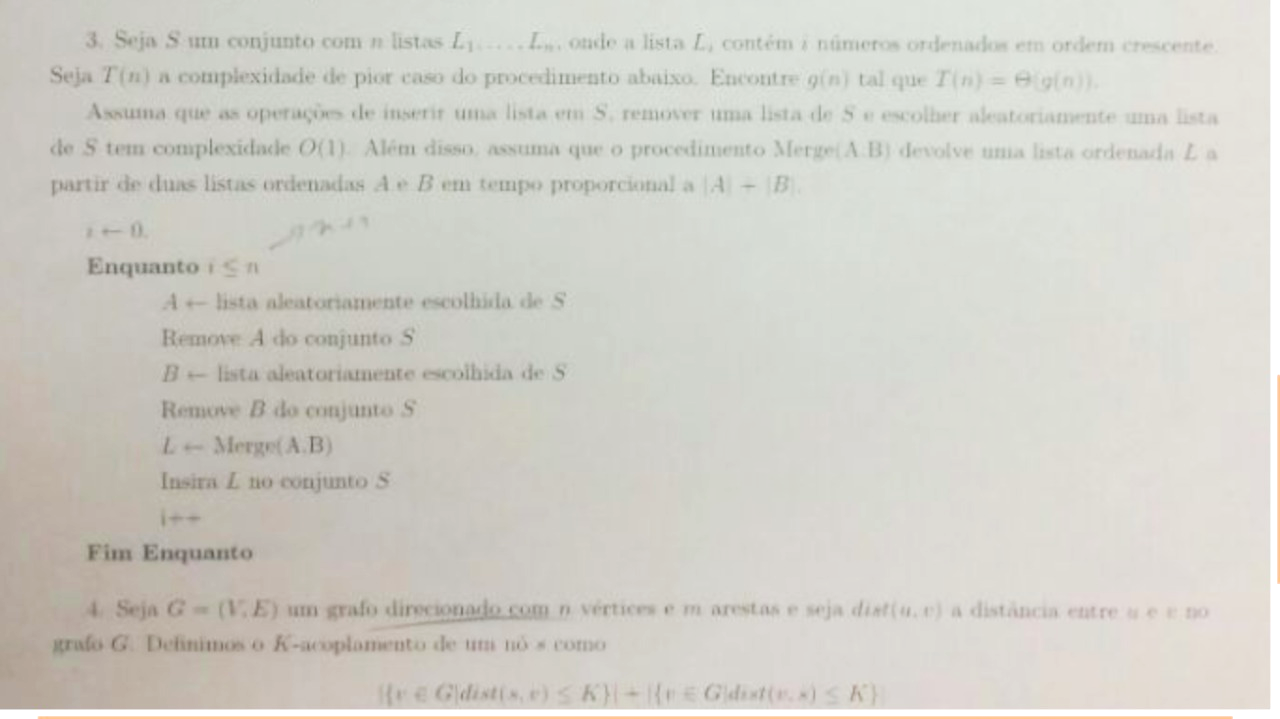 3. Seja S um conjunto com n listas L₁, . . . , Lₙ, onde a lista Lᵢ contém i números ordenados em ordem crescente.
Seja T(n) a complexidade de pior caso do procedimento abaixo. Encontre g(n) tal que T(n) = Θ(g(n)).
Assuma que as operações de inserir uma lista em S, remover uma lista de S e escolher aleatoriamente uma lista
de S tem complexidade O(1). Além disso, assuma que o procedimento Merge(A,B) devolve uma lista ordenada L a
partir de duas listas ordenadas A e B em tempo proporcional a |A| + |B|.
i ← 0.
Enquanto i ≤ n
A ← lista aleatoriamente escolhida de S
Remove A do conjunto S
B ← lista aleatoriamente escolhida de S
Remove B do conjunto S
L ← Merge(A,B)
Insira L no conjunto S
i++
Fim Enquanto
4. Seja G = (V, E) um grafo direcionado com n vértices e m arestas e seja dist(u, v) a distância entre u e v no
grafo G. Definimos o K-acoplamento de um nó s como
|{v ∈ G|dist(s, v) ≤ K}| + |{v ∈ G|dist(v, s) ≤ K}|